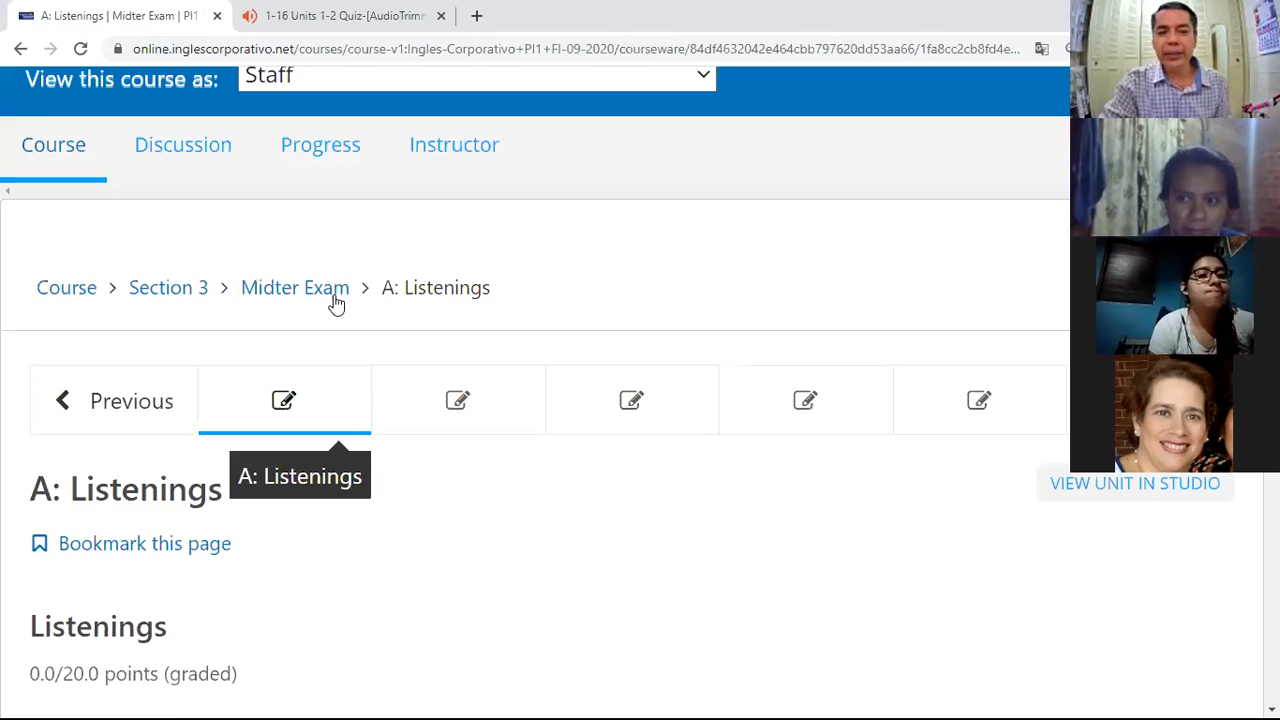 A: Listenings | Midter Exam | PI1
1-16 Units 1-2 Quiz-[AudioTrimm
online.inglescorporativo.net/courses/course-v1:Ingles-Corporativo+PI1+FI-09-2020/courseware/84df4632042e464cbb797620dd53aa66/1fa8cc2cb8fd4e...
View this course as:
Staff
Course
Discussion
Progress
Instructor
Course > Section 3 > Midter Exam > A: Listenings
Previous
A: Listenings
A: Listenings
VIEW UNIT IN STUDIO
Bookmark this page
Listenings
0.0/20.0 points (graded)